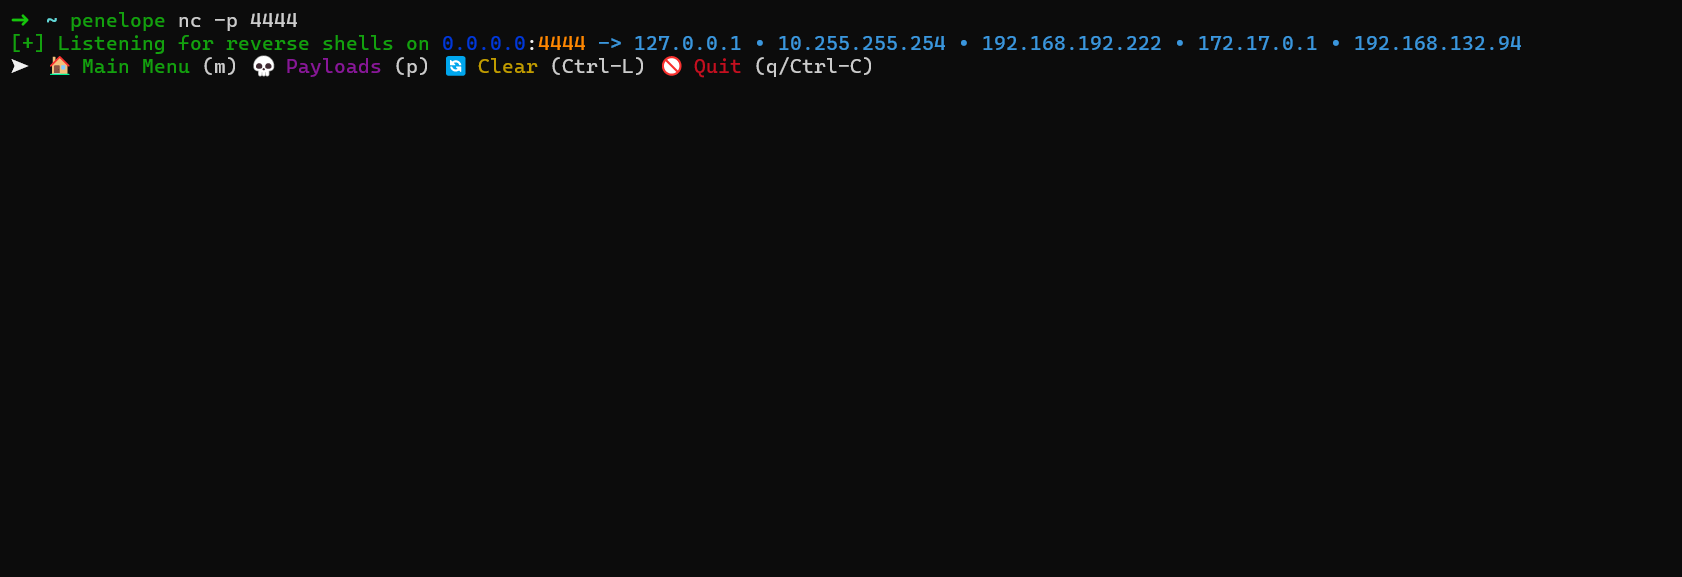 ➜ ~ penelope nc -p 4444
[+] Listening for reverse shells on 0.0.0.0:4444 -> 127.0.0.1 • 10.255.255.254 • 192.168.192.222 • 172.17.0.1 • 192.168.132.94
➤ 🏠 Main Menu (m) 💀 Payloads (p) 🔄 Clear (Ctrl-L) 🚫 Quit (q/Ctrl-C)